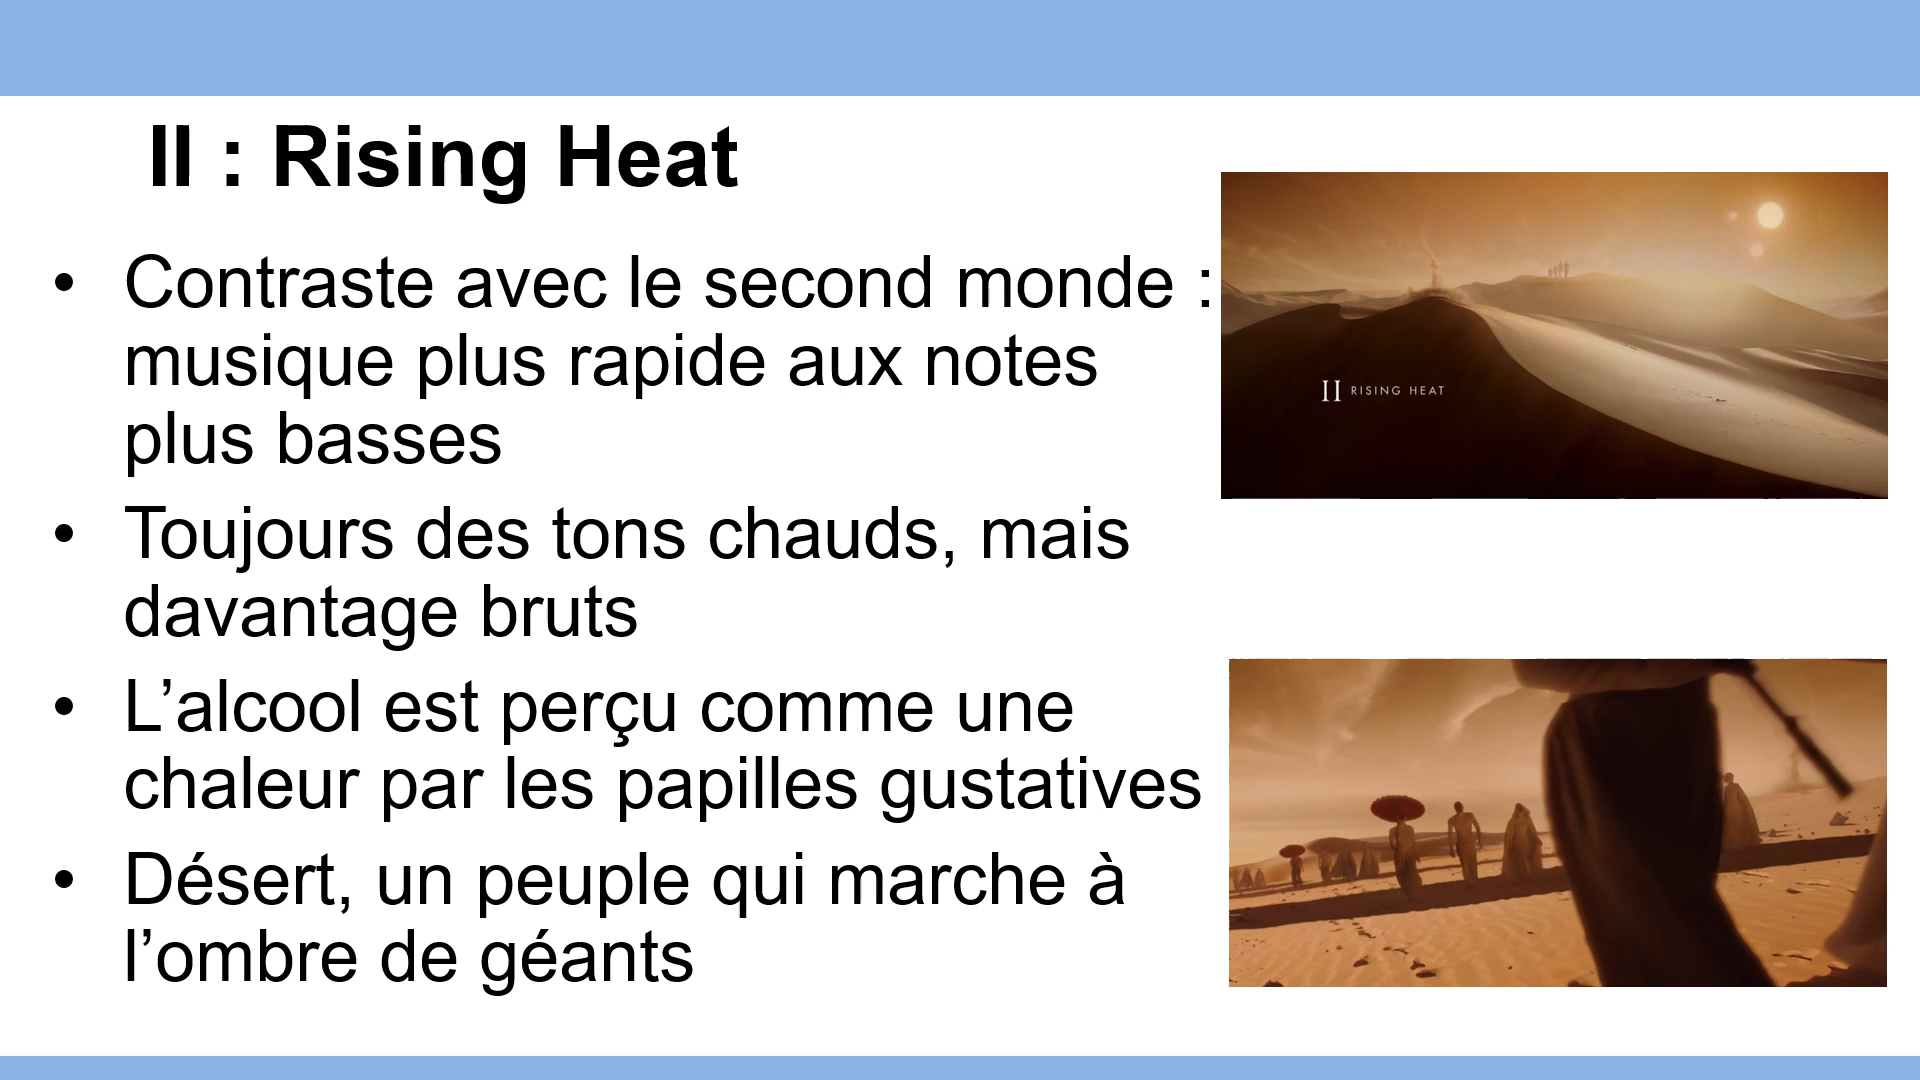 II : Rising Heat
• Contraste avec le second monde :
musique plus rapide aux notes
plus basses
• Toujours des tons chauds, mais
davantage bruts
• L’alcool est perçu comme une
chaleur par les papilles gustatives
• Désert, un peuple qui marche à
l’ombre de géants
II RISING HEAT